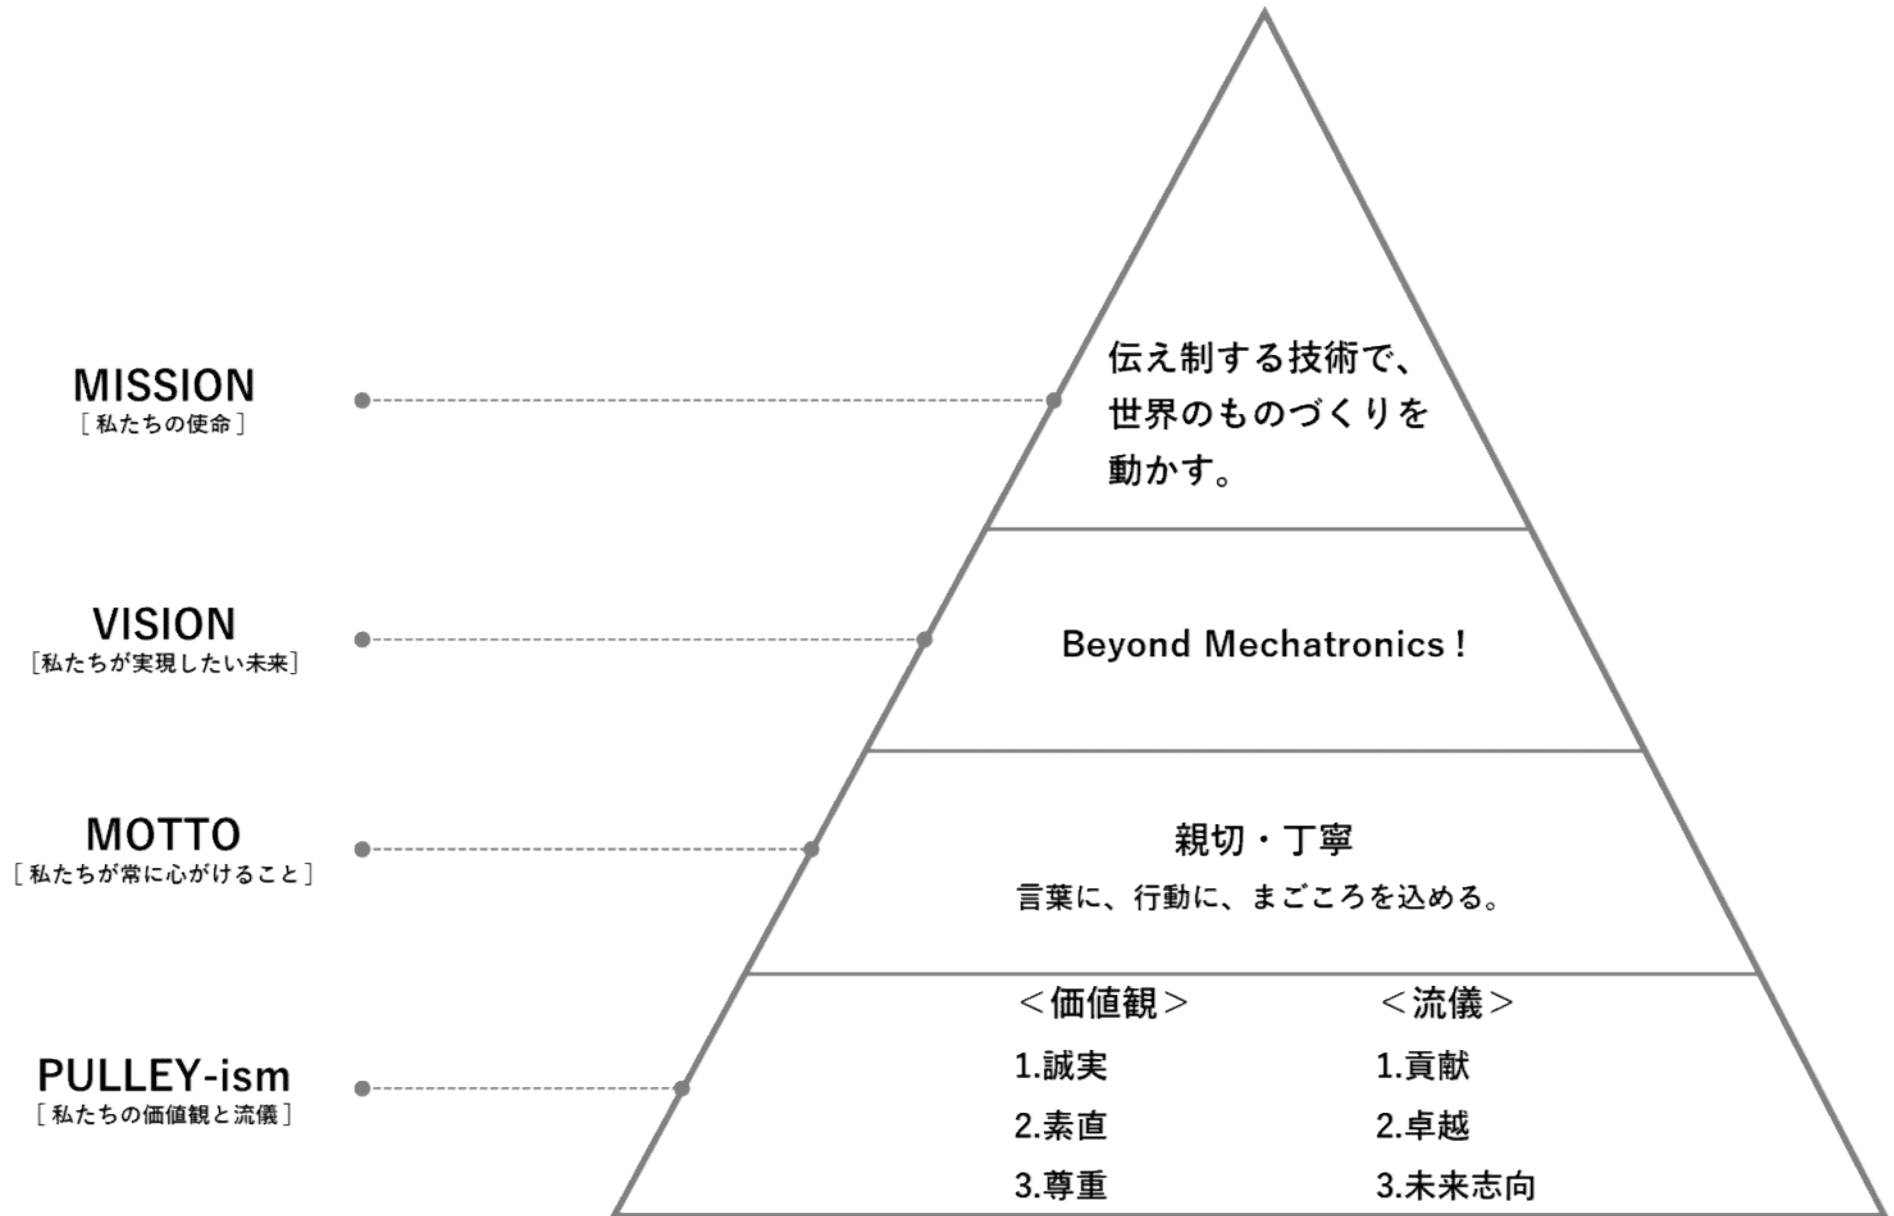 MISSION
[ 私たちの使命 ]
伝え制する技術で、
世界のものづくりを
動かす。
VISION
[私たちが実現したい未来]
Beyond Mechatronics !
MOTTO
[ 私たちが常に心がけること ]
親切・丁寧
言葉に、行動に、まごころを込める。
PULLEY-ism
[ 私たちの価値観と流儀 ]
＜価値観＞
1.誠実
2.素直
3.尊重
＜流儀＞
1.貢献
2.卓越
3.未来志向